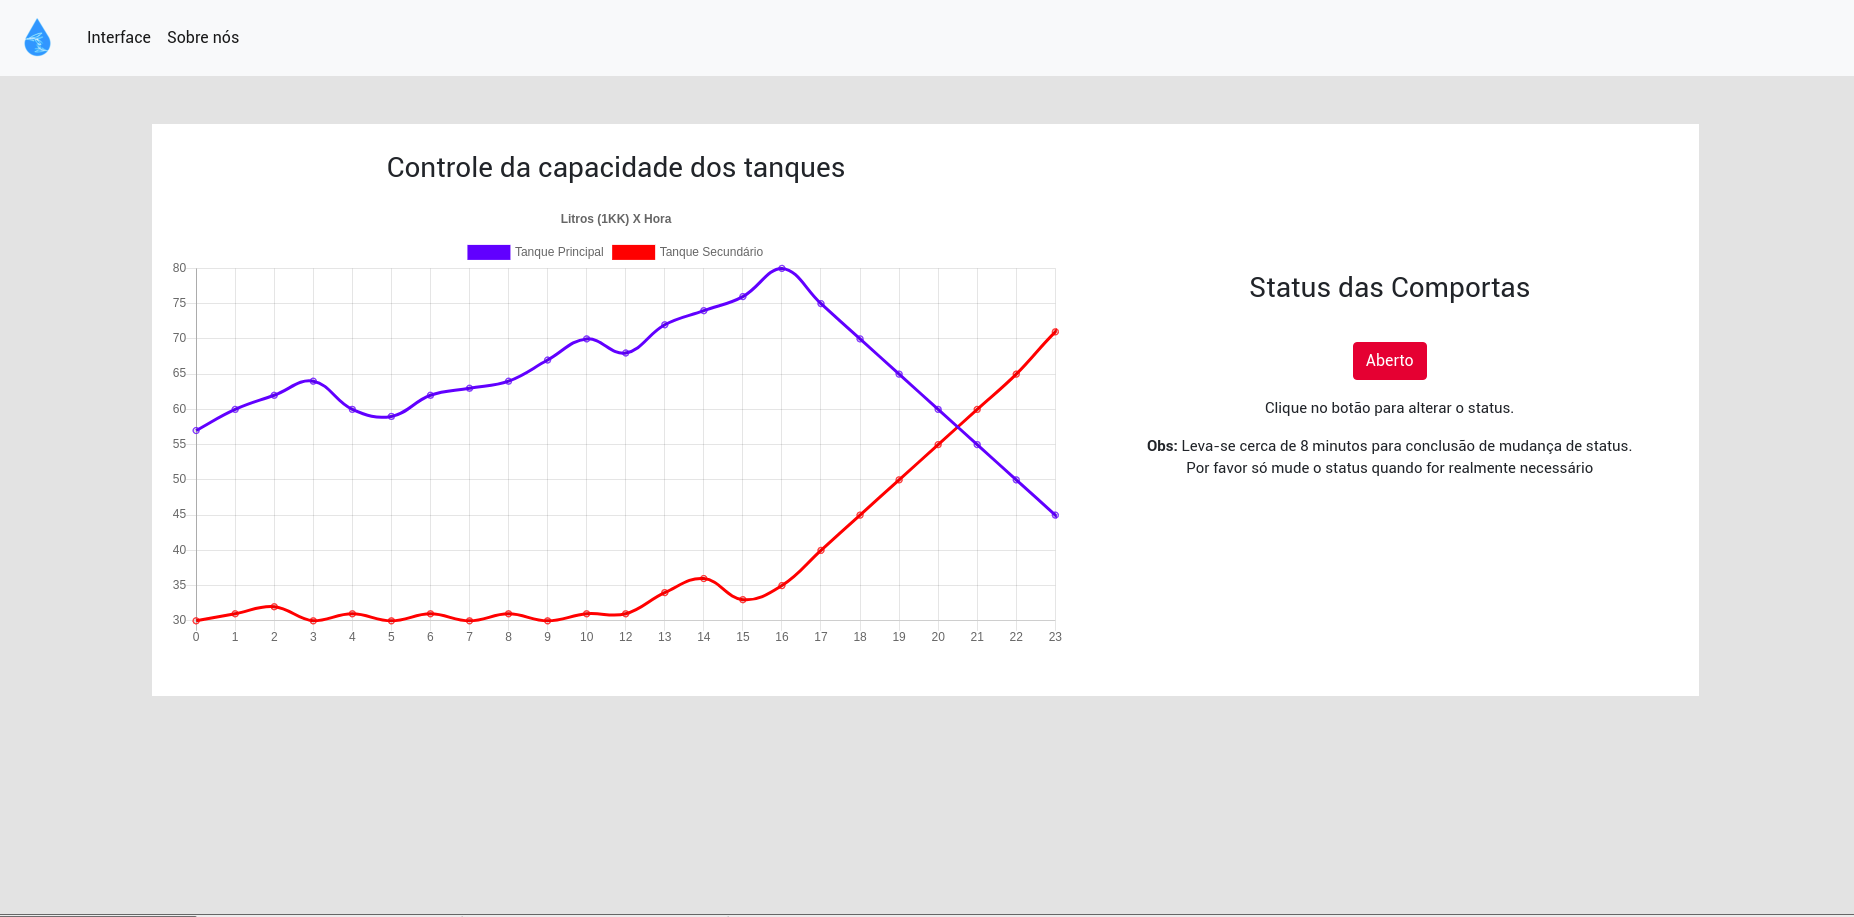 Interface Sobre nós
Controle da capacidade dos tanques
Litros (1KK) X Hora
Tanque Principal Tanque Secundário
80
75
70
65
60
55
50
45
40
35
30
0 1 2 3 4 5 6 7 8 9 10 12 13 14 15 16 17 18 19 20 21 22 23
Status das Comportas
Aberto
Clique no botão para alterar o status.
Obs: Leva-se cerca de 8 minutos para conclusão de mudança de status.
Por favor só mude o status quando for realmente necessário